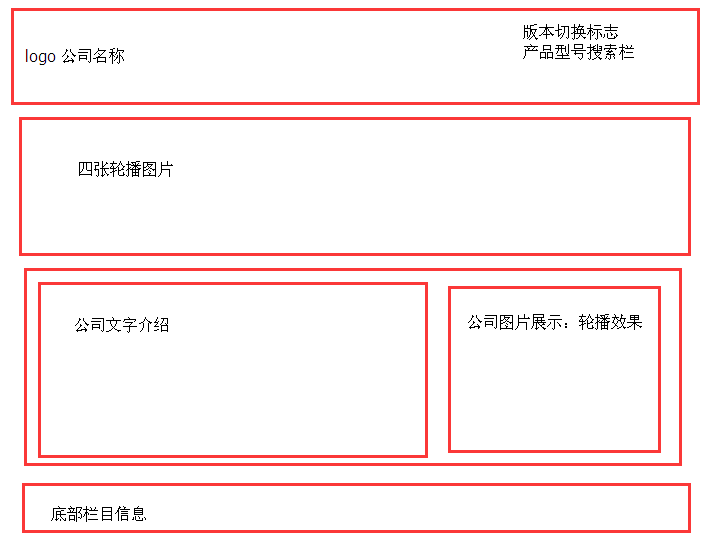 logo 公司名称
版本切换标志
产品型号搜索栏
四张轮播图片
公司文字介绍
公司图片展示：轮播效果
底部栏目信息